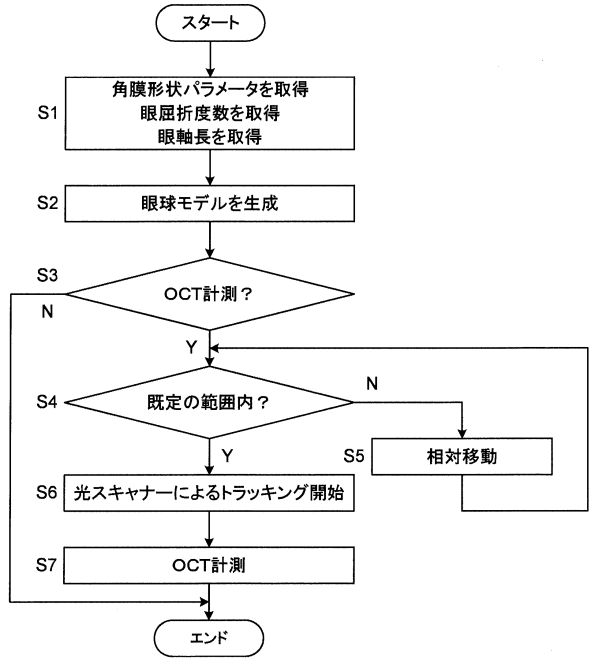 スタート
S1
角膜形状パラメータを取得
眼屈折度数を取得
眼軸長を取得
S2
眼球モデルを生成
S3
OCT計測？
N
Y
S4
既定の範囲内？
N
Y
S5
相対移動
S6
光スキャナーによるトラッキング開始
S7
OCT計測
エンド